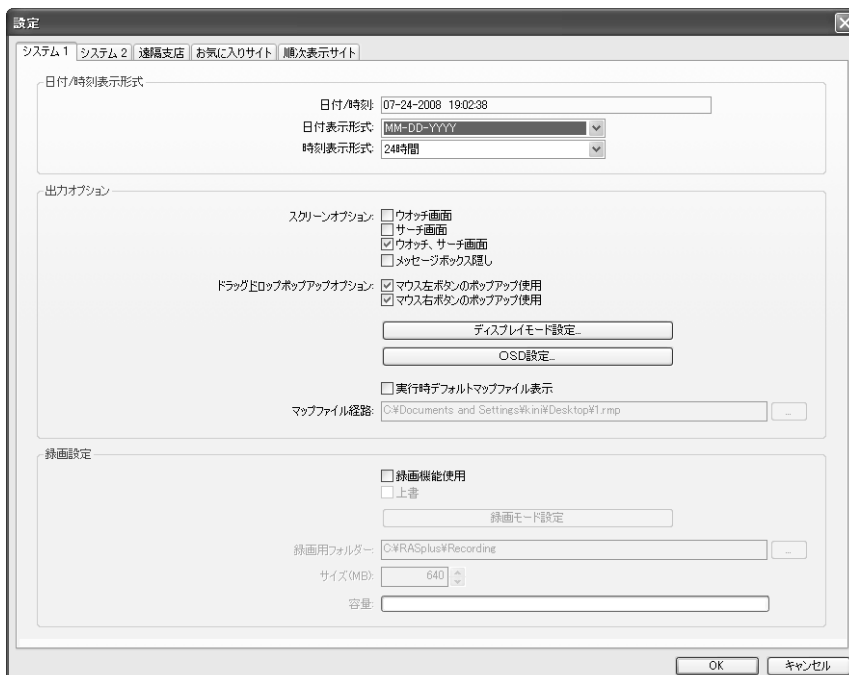 設定
システム 1 システム 2 遠隔支店 お気に入りサイト 順次表示サイト
日付/時刻表示形式
日付/時刻: 07-24-2008 19:02:38
日付表示形式: MM-DD-YYYY
時刻表示形式: 24時間
出力オプション
スクリーンオプション: ウオッチ画面
サーチ画面
ウオッチ、サーチ画面
メッセージボックス隠し
ドラッグドロップポップアップオプション: マウス左ボタンのポップアップ使用
マウス右ボタンのポップアップ使用
ディスプレイモード設定...
OSD設定...
実行時デフォルトマップファイル表示
マップファイル経路: C:¥Documents and Settings¥kini¥Desktop¥1.rmp ...
録画設定
録画機能使用
上書
録画モード設定
録画用フォルダー: C:¥RASplus¥Recording ...
サイズ(MB): 640
容量:
OK キャンセル